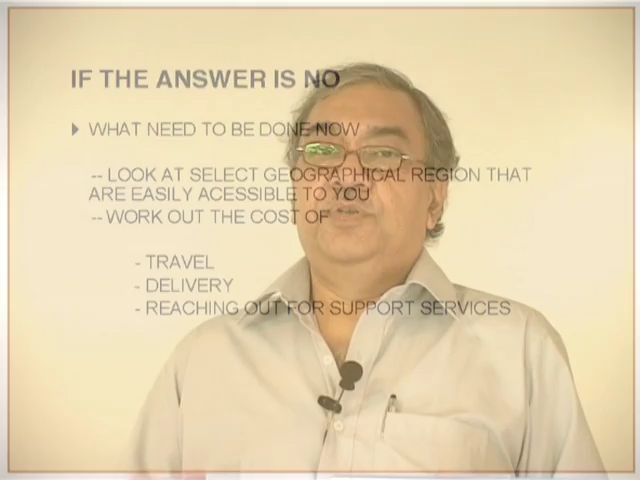 IF THE ANSWER IS NO
WHAT NEED TO BE DONE NOW
-- LOOK AT SELECT GEOGRAPHICAL REGION THAT
ARE EASILY ACESSIBLE TO YOU
-- WORK OUT THE COST OF
- TRAVEL
- DELIVERY
- REACHING OUT FOR SUPPORT SERVICES